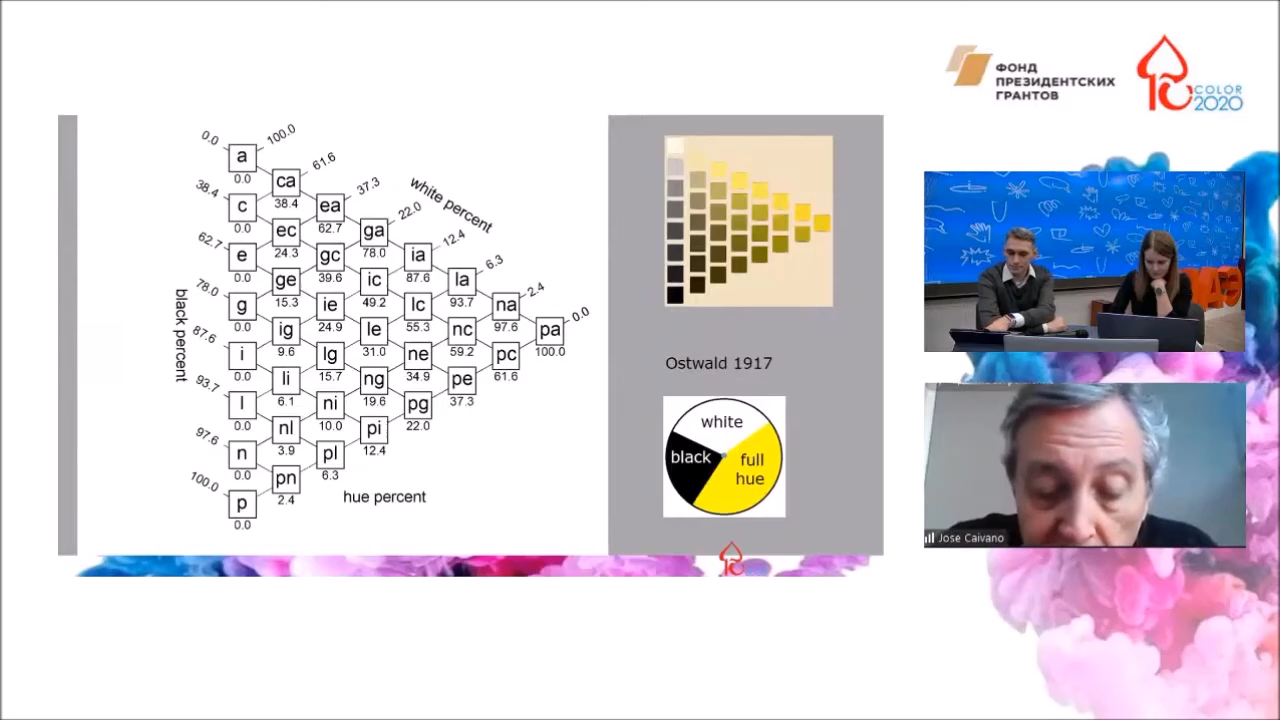 ФОНД
ПРЕЗИДЕНТСКИХ
ГРАНТОВ
COLOR
2020
0.0 a 100.0
0.0
ca 61.6
38.4
38.4 c
0.0
ea 37.3
62.7
white percent
ec
24.3
ga 22.0
78.0
62.7 e
0.0
gc
39.6
ia 12.4
87.6
ge
15.3
ic
49.2
la 6.3
93.7
78.0 g
0.0
ie
24.9
lc
55.3
na 2.4
97.6
black percent
ig
9.6
le
31.0
nc
59.2
pa 0.0
100.0
87.6 i
0.0
lg
15.7
ne
34.9
pc
61.6
li
6.1
ng
19.6
pe
37.3
93.7 l
0.0
ni
10.0
pg
22.0
nl
3.9
pi
12.4
97.6 n
0.0
pl
6.3
pn
2.4
100.0 p
0.0
hue percent
Ostwald 1917
white
black
full
hue
Jose Caivano